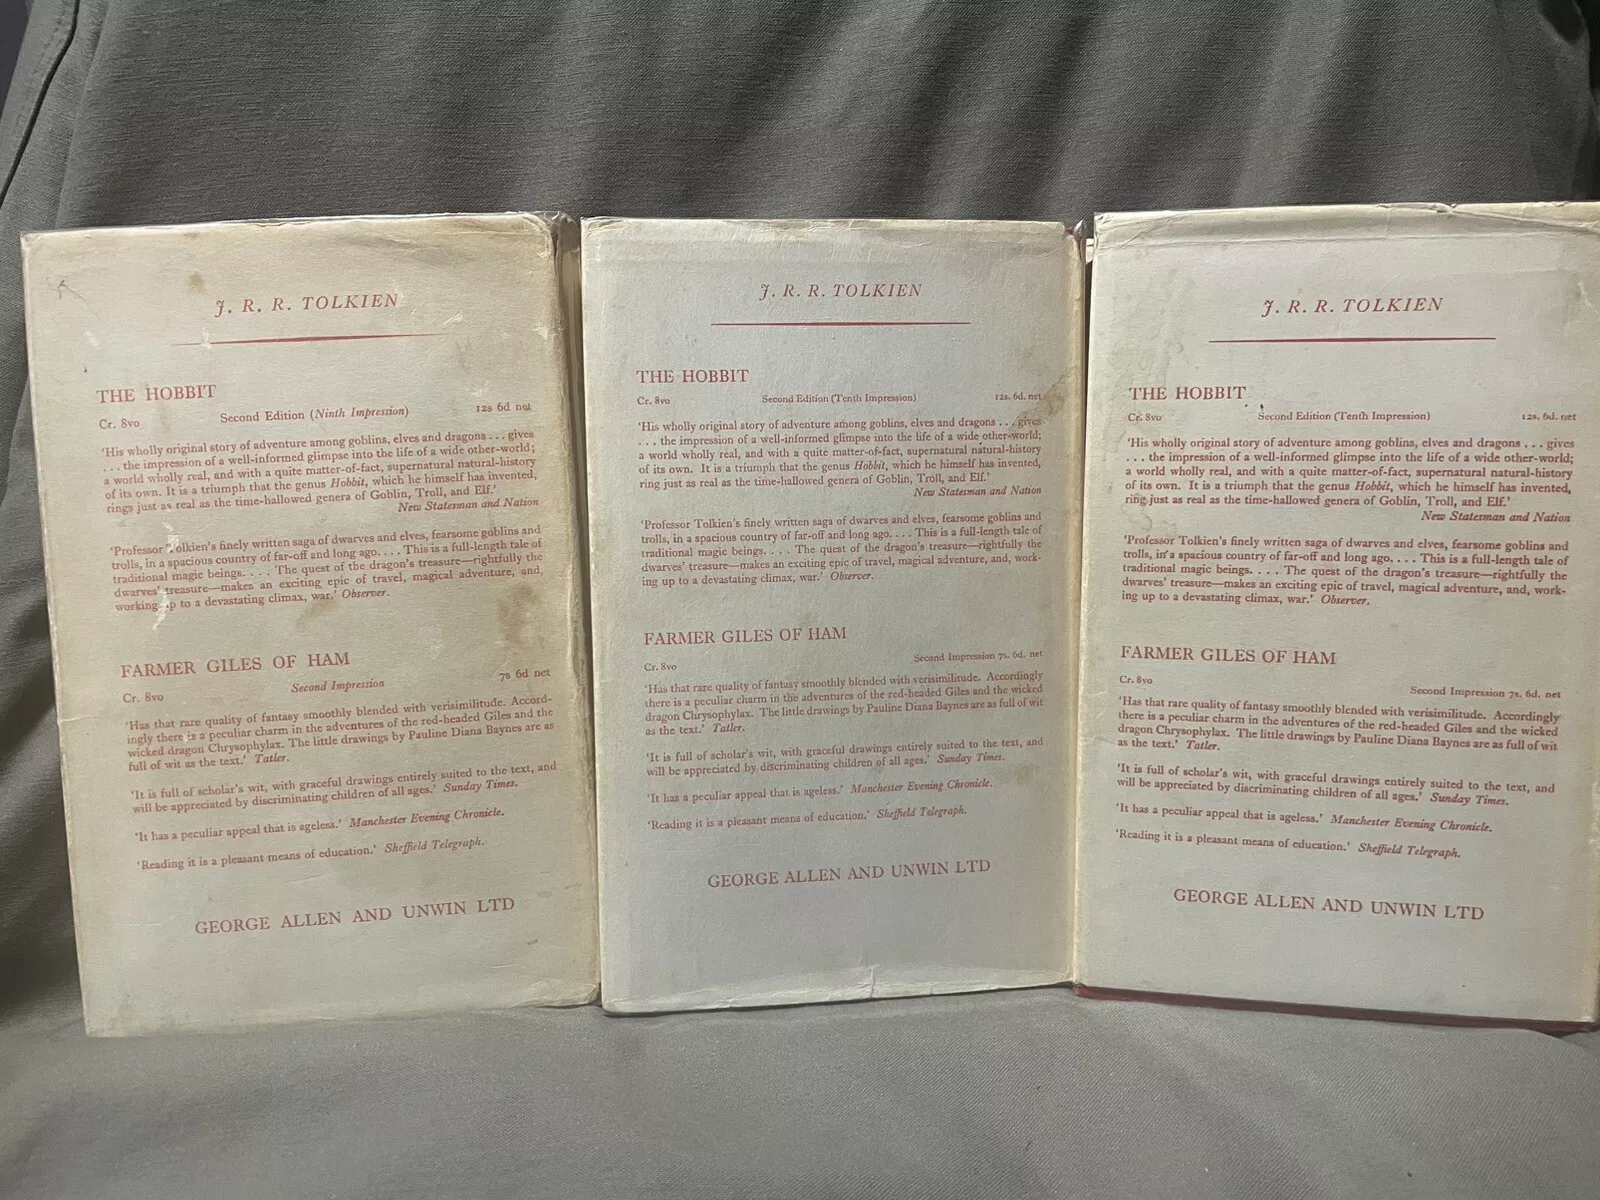 J. R. R. TOLKIEN
THE HOBBIT
Cr. 8vo Second Edition (Ninth Impression) 12s 6d net
'His wholly original story of adventure among goblins, elves and dragons . . . gives
. . . the impression of a well-informed glimpse into the life of a wide other-world;
a world wholly real, and with a quite matter-of-fact, supernatural natural-history
of its own. It is a triumph that the genus Hobbit, which he himself has invented,
rings just as real as the time-hallowed genera of Goblin, Troll, and Elf.'
New Statesman and Nation
'Professor Tolkien's finely written saga of dwarves and elves, fearsome goblins and
trolls, in a spacious country of far-off and long ago. . . . This is a full-length tale of
traditional magic beings. . . . The quest of the dragon's treasure—rightfully the
dwarves' treasure—makes an exciting epic of travel, magical adventure, and,
working up to a devastating climax, war.' Observer.
FARMER GILES OF HAM
Cr. 8vo Second Impression 7s 6d net
'Has that rare quality of fantasy smoothly blended with verisimilitude. Accord-
ingly there is a peculiar charm in the adventures of the red-headed Giles and the
wicked dragon Chrysophylax. The little drawings by Pauline Diana Baynes are as
full of wit as the text.' Tatler.
'It is full of scholar's wit, with graceful drawings entirely suited to the text, and
will be appreciated by discriminating children of all ages.' Sunday Times.
'It has a peculiar appeal that is ageless.' Manchester Evening Chronicle.
'Reading it is a pleasant means of education.' Sheffield Telegraph.
GEORGE ALLEN AND UNWIN LTD
J. R. R. TOLKIEN
THE HOBBIT
Cr. 8vo Second Edition (Tenth Impression) 12s. 6d. net
'His wholly original story of adventure among goblins, elves and dragons . . . gives
. . . the impression of a well-informed glimpse into the life of a wide other-world;
a world wholly real, and with a quite matter-of-fact, supernatural natural-history
of its own. It is a triumph that the genus Hobbit, which he himself has invented,
ring just as real as the time-hallowed genera of Goblin, Troll, and Elf.'
New Statesman and Nation
'Professor Tolkien's finely written saga of dwarves and elves, fearsome goblins and
trolls, in a spacious country of far-off and long ago. . . . This is a full-length tale of
traditional magic beings. . . . The quest of the dragon's treasure—rightfully the
dwarves' treasure—makes an exciting epic of travel, magical adventure, and, work-
ing up to a devastating climax, war.' Observer.
FARMER GILES OF HAM
Cr. 8vo Second Impression 7s. 6d. net
'Has that rare quality of fantasy smoothly blended with verisimilitude. Accordingly
there is a peculiar charm in the adventures of the red-headed Giles and the wicked
dragon Chrysophylax. The little drawings by Pauline Diana Baynes are as full of wit
as the text.' Tatler.
'It is full of scholar's wit, with graceful drawings entirely suited to the text, and
will be appreciated by discriminating children of all ages.' Sunday Times.
'It has a peculiar appeal that is ageless.' Manchester Evening Chronicle.
'Reading it is a pleasant means of education.' Sheffield Telegraph.
GEORGE ALLEN AND UNWIN LTD
J. R. R. TOLKIEN
THE HOBBIT
Cr. 8vo Second Edition (Tenth Impression) 12s. 6d. net
'His wholly original story of adventure among goblins, elves and dragons . . . gives
. . . the impression of a well-informed glimpse into the life of a wide other-world;
a world wholly real, and with a quite matter-of-fact, supernatural natural-history
of its own. It is a triumph that the genus Hobbit, which he himself has invented,
ring just as real as the time-hallowed genera of Goblin, Troll, and Elf.'
New Statesman and Nation
'Professor Tolkien's finely written saga of dwarves and elves, fearsome goblins and
trolls, in a spacious country of far-off and long ago. . . . This is a full-length tale of
traditional magic beings. . . . The quest of the dragon's treasure—rightfully the
dwarves' treasure—makes an exciting epic of travel, magical adventure, and, work-
ing up to a devastating climax, war.' Observer.
FARMER GILES OF HAM
Cr. 8vo Second Impression 7s. 6d. net
'Has that rare quality of fantasy smoothly blended with verisimilitude. Accordingly
there is a peculiar charm in the adventures of the red-headed Giles and the wicked
dragon Chrysophylax. The little drawings by Pauline Diana Baynes are as full of wit
as the text.' Tatler.
'It is full of scholar's wit, with graceful drawings entirely suited to the text, and
will be appreciated by discriminating children of all ages.' Sunday Times.
'It has a peculiar appeal that is ageless.' Manchester Evening Chronicle.
'Reading it is a pleasant means of education.' Sheffield Telegraph.
GEORGE ALLEN AND UNWIN LTD